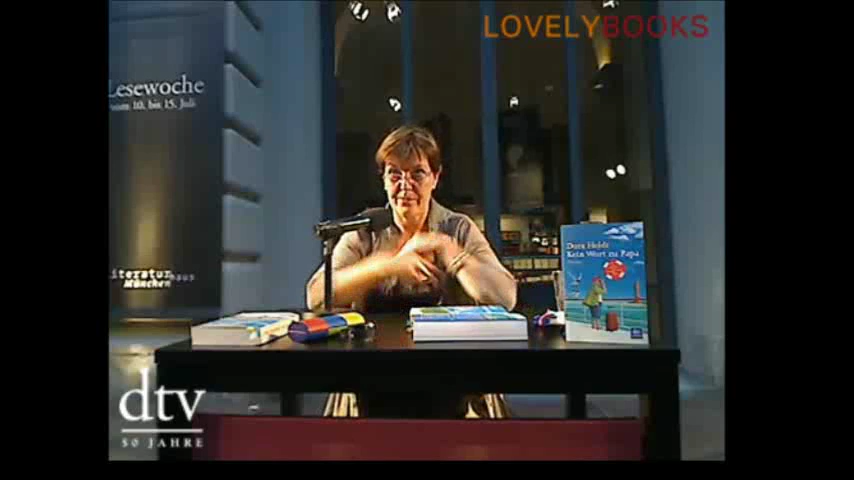 LOVELYBOOKS
Lesewoche
vom 10. bis 15. Juli
Dora Heldt
Kein Wort zu Papa
Literaturhaus
München
dtv
50 JAHRE